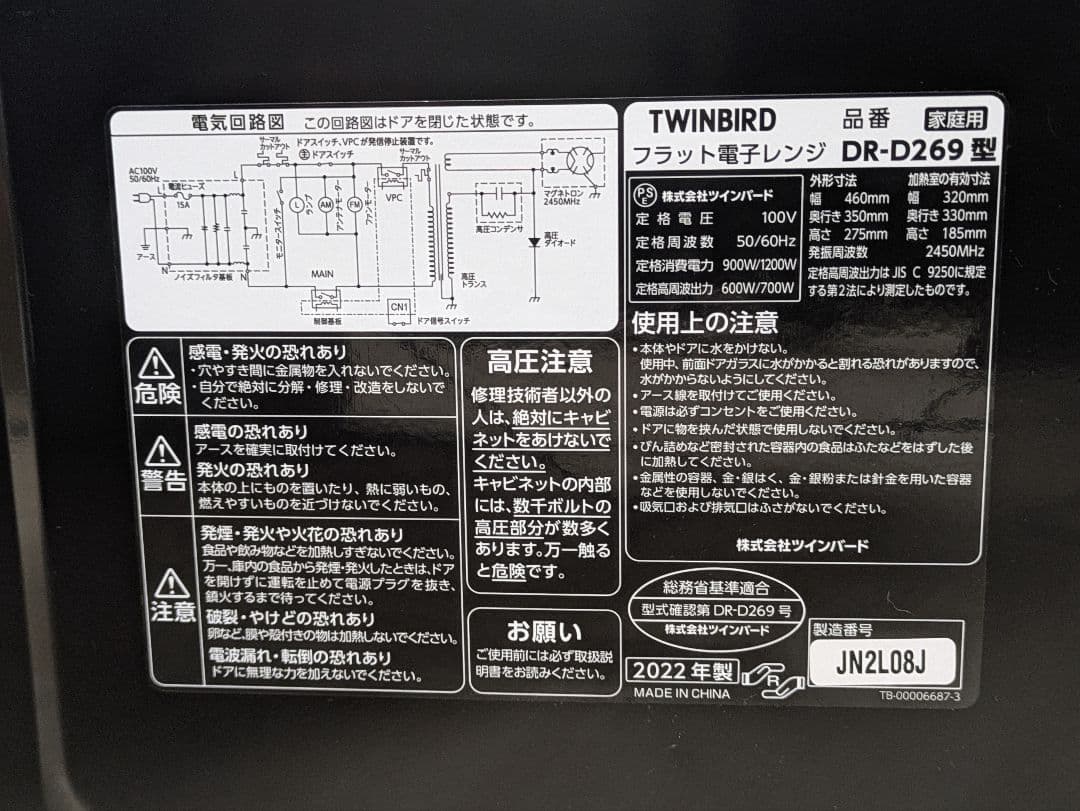 電気回路図 この回路図はドアを閉じた状態です。
ドアスイッチ、VPCが発信停止装置です。
サーマル
カットアウト
主ドアスイッチ
サーマル
カットアウト
AC100V
50/60Hz
L
電流ヒューズ
L
15A
モニタースイッチ
L
ランプ
AM
アンテナモーター
FM
ファンモーター
VPC
マグネトロン
2450MHz
高圧コンデンサ
高圧
ダイオード
アース
N
ノイズフィルタ基板
N
MAIN
制御基板
CN1
ドア信号スイッチ
高圧
トランス
TWINBIRD 品番 家庭用
フラット電子レンジ DR-D269型
PSE 株式会社ツインバード
定格電圧 100V
定格周波数 50/60Hz
定格消費電力 900W/1200W
定格高周波出力 600W/700W
外形寸法 加熱室の有効寸法
幅 460mm 幅 320mm
奥行き350mm 奥行き330mm
高さ 275mm 高さ 185mm
発振周波数 2450MHz
定格高周波出力はJIS C 9250に規定
する第2法により測定したものです。
使用上の注意
・本体やドアに水をかけない。
使用中、前面ドアガラスに水がかかると割れる恐れがありますので、
水がかからないようにしてください。
・アース線を取付けてご使用ください。
・電源は必ずコンセントをご使用ください。
・ドアに物を挟んだ状態で使用しないでください。
・びん詰めなど密封された容器内の食品はふたなどをはずした後
に加熱してください。
・金属性の容器、金・銀はく、金・銀粉または針金を用いた容器
などを使用しないでください。
・吸気口および排気口はふさがないでください。
株式会社ツインバード
危険
感電・発火の恐れあり
・穴やすき間に金属物を入れないでください。
・自分で絶対に分解・修理・改造をしないで
ください。
警告
感電の恐れあり
アースを確実に取付けてください。
発火の恐れあり
本体の上にものを置いたり、熱に弱いもの、
燃えやすいものを近づけないでください。
注意
発煙・発火や火花の恐れあり
食品や飲み物などを加熱しすぎないでください。
万一、庫内の食品から発煙・発火したときは、ドア
を開けずに運転を止めて電源プラグを抜き、
鎮火するまで待ってください。
破裂・やけどの恐れあり
卵など、膜や殻付きの物は加熱しないでください。
電波漏れ・転倒の恐れあり
ドアに無理な力を加えないでください。
高圧注意
修理技術者以外の
人は、絶対にキャビ
ネットをあけないで
ください。
キャビネットの内部
には、数千ボルトの
高圧部分が数多く
あります。万一触る
と危険です。
お願い
ご使用前には必ず取扱説
明書をお読みください。
総務省基準適合
型式確認第DR-D269号
株式会社ツインバード
2022年製
MADE IN CHINA
R
製造番号
JN2L08J
TB-00006687-3